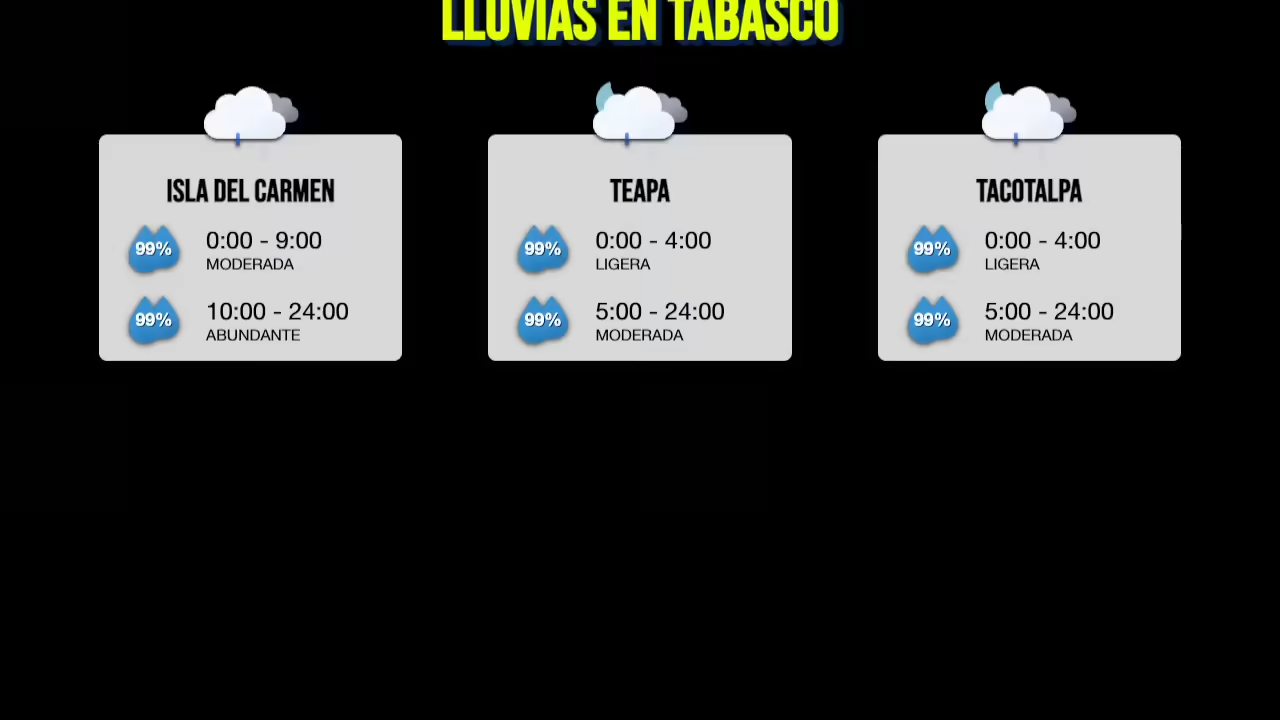 LLUVIAS EN TABASCO
ISLA DEL CARMEN
99% 0:00 - 9:00
MODERADA
99% 10:00 - 24:00
ABUNDANTE
TEAPA
99% 0:00 - 4:00
LIGERA
99% 5:00 - 24:00
MODERADA
TACOTALPA
99% 0:00 - 4:00
LIGERA
99% 5:00 - 24:00
MODERADA